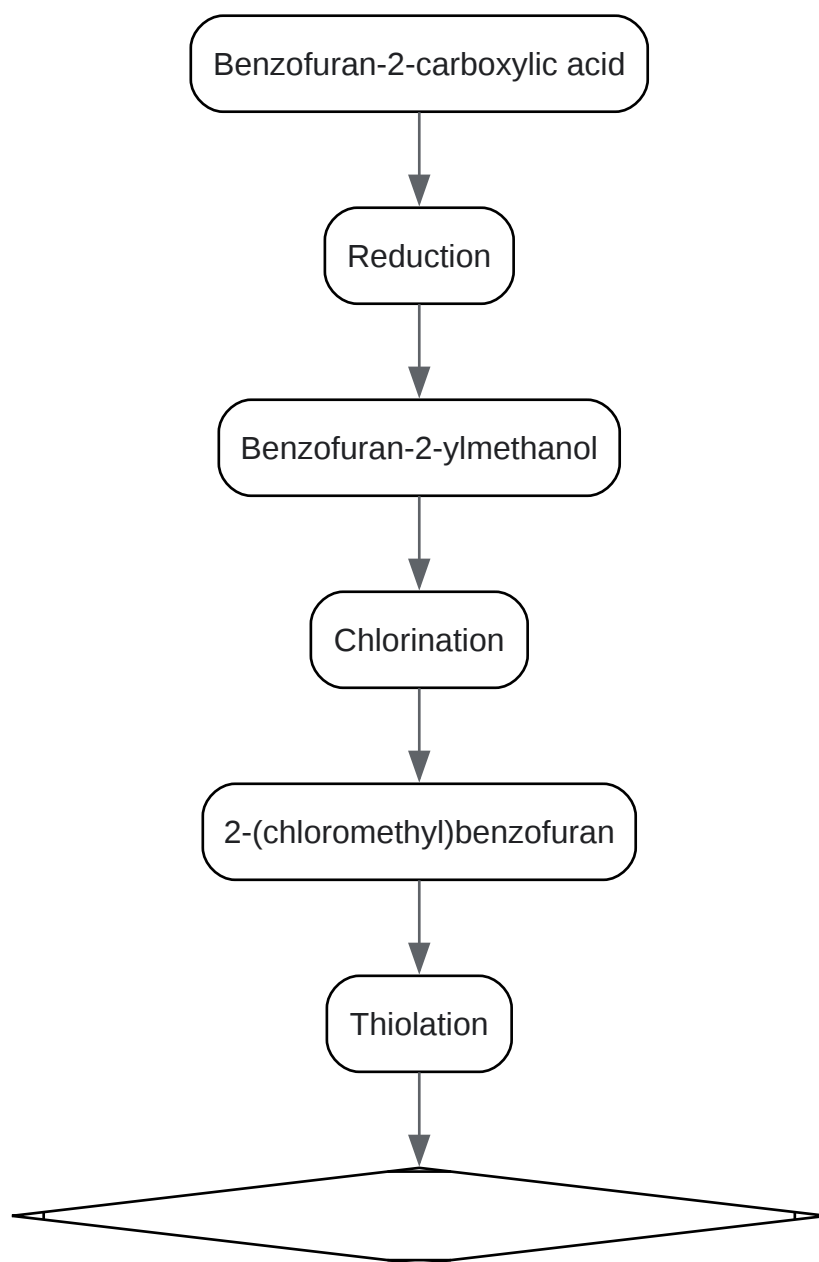 Benzofuran-2-carboxylic acid
Reduction
Benzofuran-2-ylmethanol
Chlorination
2-(chloromethyl)benzofuran
Thiolation